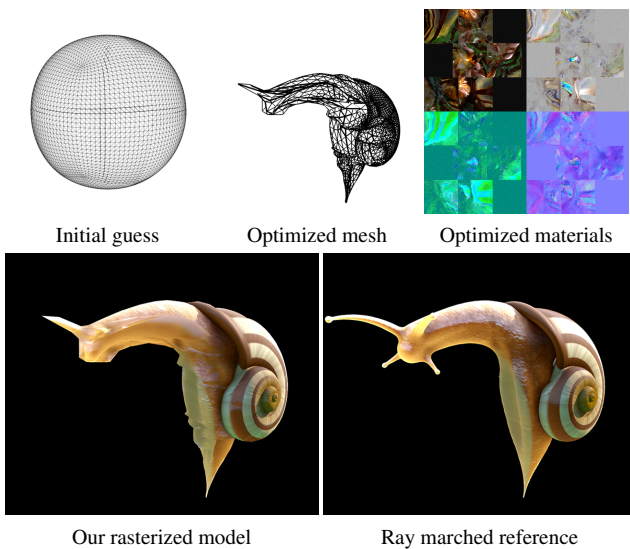 Initial guess
Optimized mesh
Optimized materials
Our rasterized model
Ray marched reference